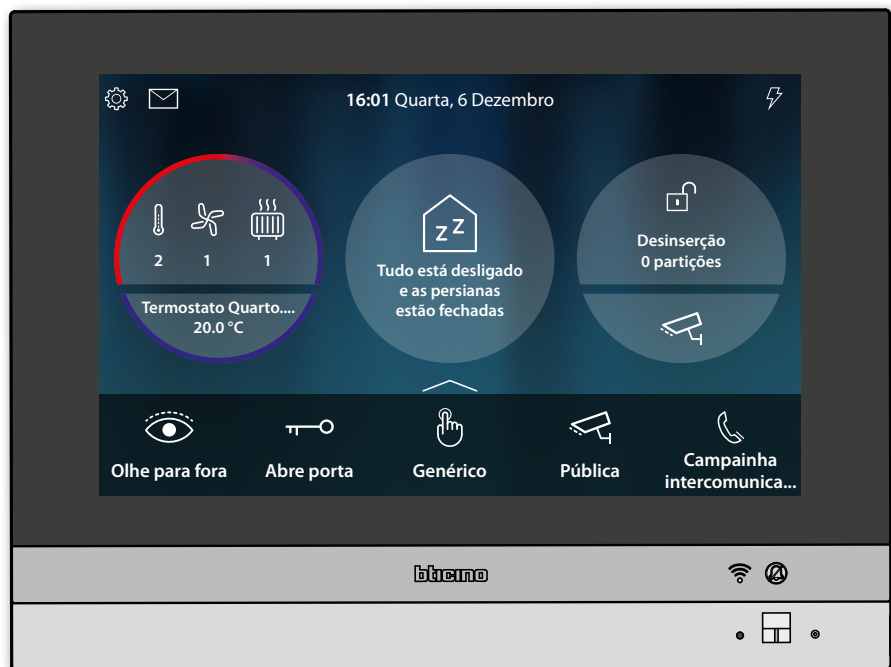 16:01 Quarta, 6 Dezembro
2 1 1
Termostato Quarto....
20.0 °C
zz
Tudo está desligado
e as persianas
estão fechadas
Desinserção
0 partições
Olhe para fora
Abre porta
Genérico
Pública
Campainha
intercomunica...
bticino